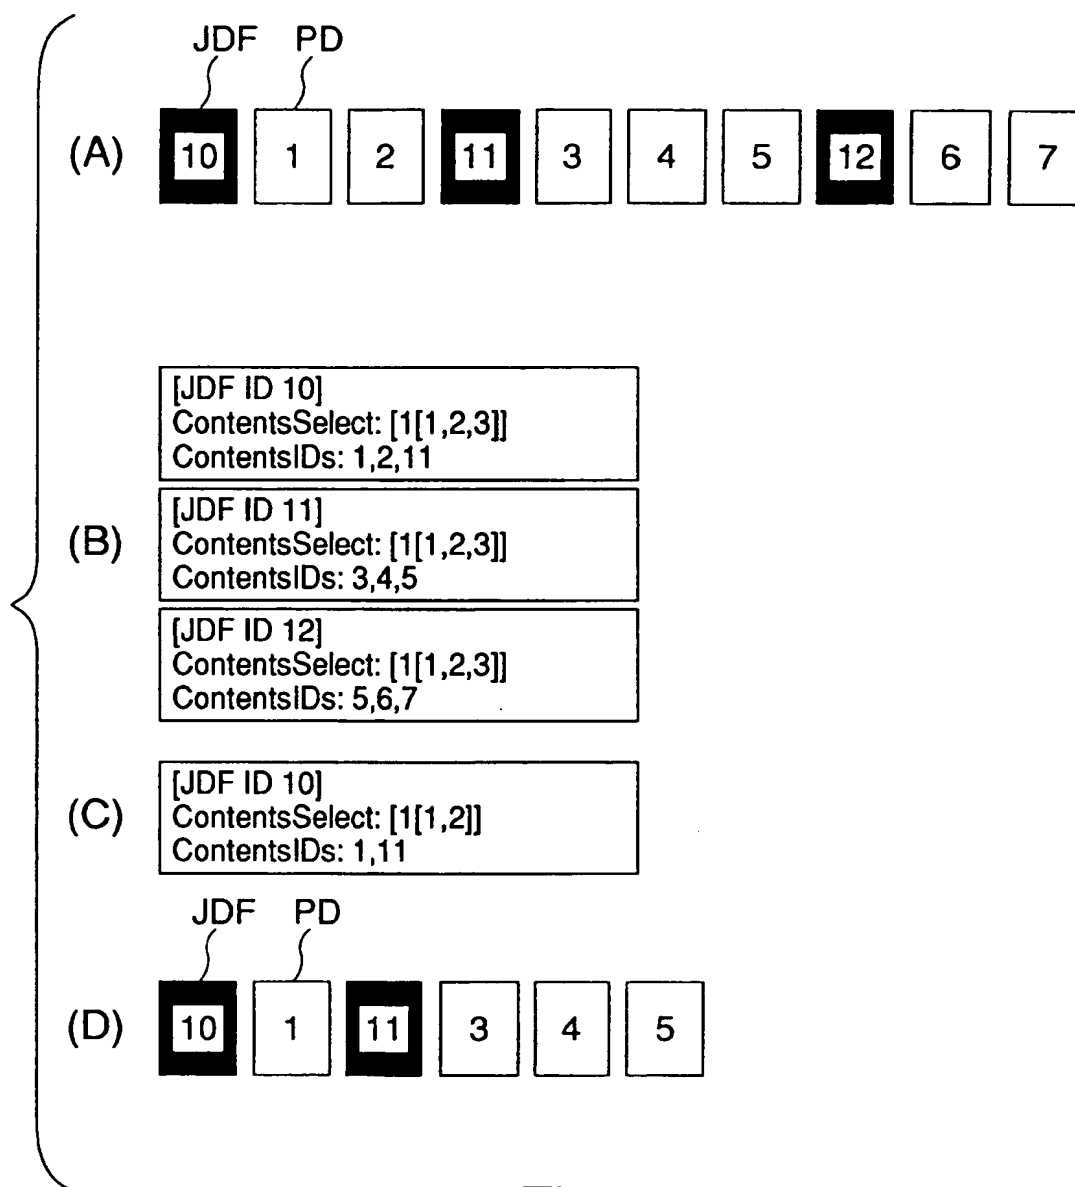 JDF PD
(A) 10 1 2 11 3 4 5 12 6 7
[JDF ID 10]
ContentsSelect: [1[1,2,3]]
ContentsIDs: 1,2,11
(B)
[JDF ID 11]
ContentsSelect: [1[1,2,3]]
ContentsIDs: 3,4,5
[JDF ID 12]
ContentsSelect: [1[1,2,3]]
ContentsIDs: 5,6,7
(C)
[JDF ID 10]
ContentsSelect: [1[1,2]]
ContentsIDs: 1,11
JDF PD
(D) 10 1 11 3 4 5